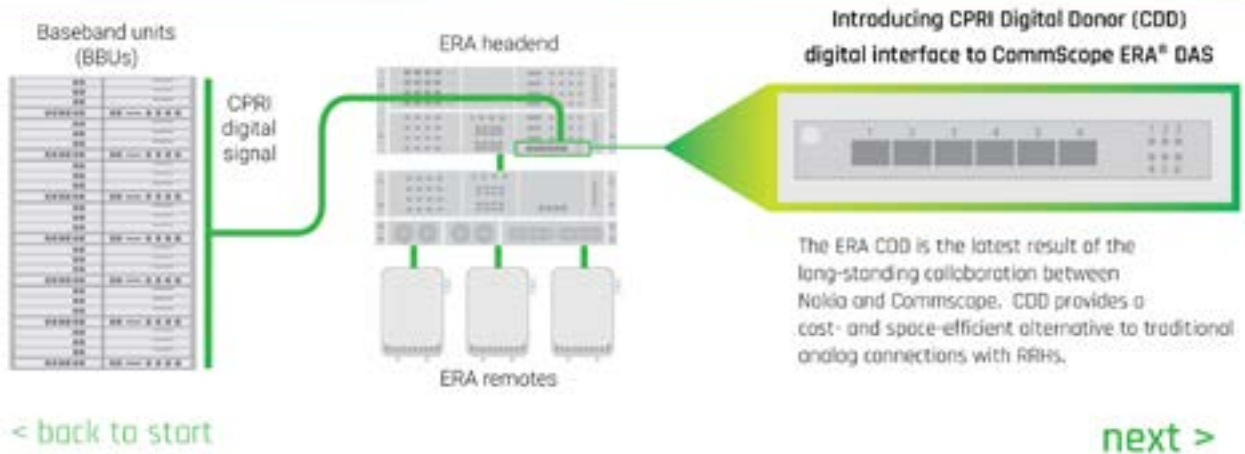 Baseband units
(BBUs)
CPRI
digital
signal
ERA headend
ERA remotes
Introducing CPRI Digital Donor (CDD)
digital interface to CommScope ERA® DAS
1 2 3 4 5 6
1 2 3
The ERA CDD is the latest result of the
long-standing collaboration between
Nokia and Commscope. CDD provides a
cost- and space-efficient alternative to traditional
analog connections with RRHs.
< back to start
next >